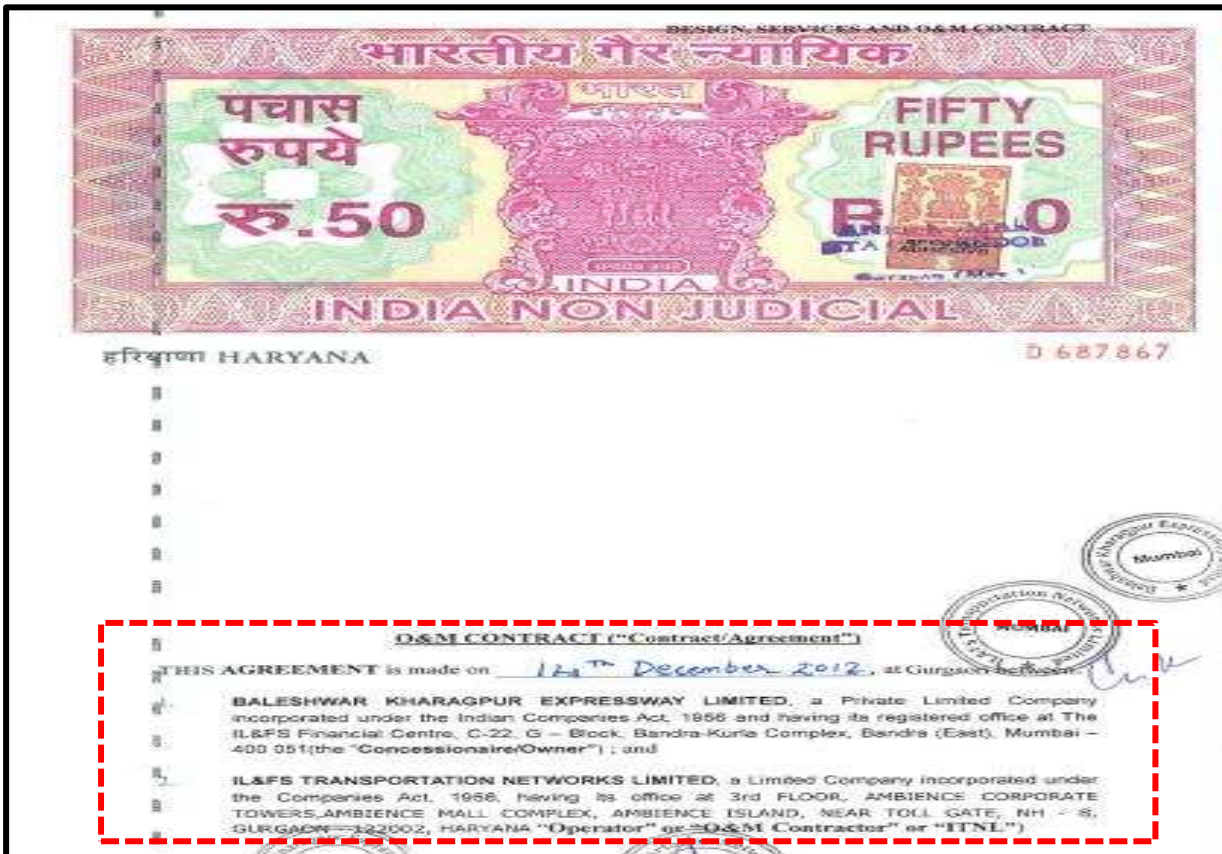 DESIGN, SERVICES AND O&M CONTRACT
भारतीय गैर न्यायिक
भारत
पचास
रुपये
रु.50
FIFTY
RUPEES
INDIA
INDIA NON JUDICIAL
हरियाणा HARYANA
D 687867
Mumbai
MUMBAI
O&M CONTRACT ("Contract/Agreement")
THIS AGREEMENT is made on 14th December 2012, at Gurgaon between:
BALESHWAR KHARAGPUR EXPRESSWAY LIMITED, a Private Limited Company
incorporated under the Indian Companies Act, 1956 and having its registered office at The
IL&FS Financial Centre, C-22, G – Block, Bandra-Kurla Complex, Bandra (East), Mumbai –
400 051(the "Concessionaire/Owner") ; and
IL&FS TRANSPORTATION NETWORKS LIMITED, a Limited Company incorporated under
the Companies Act, 1956, having its office at 3rd FLOOR, AMBIENCE CORPORATE
TOWERS,AMBIENCE MALL COMPLEX, AMBIENCE ISLAND, NEAR TOLL GATE, NH - 8,
GURGAON – 122002, HARYANA "Operator" or "O&M Contractor" or "ITNL")